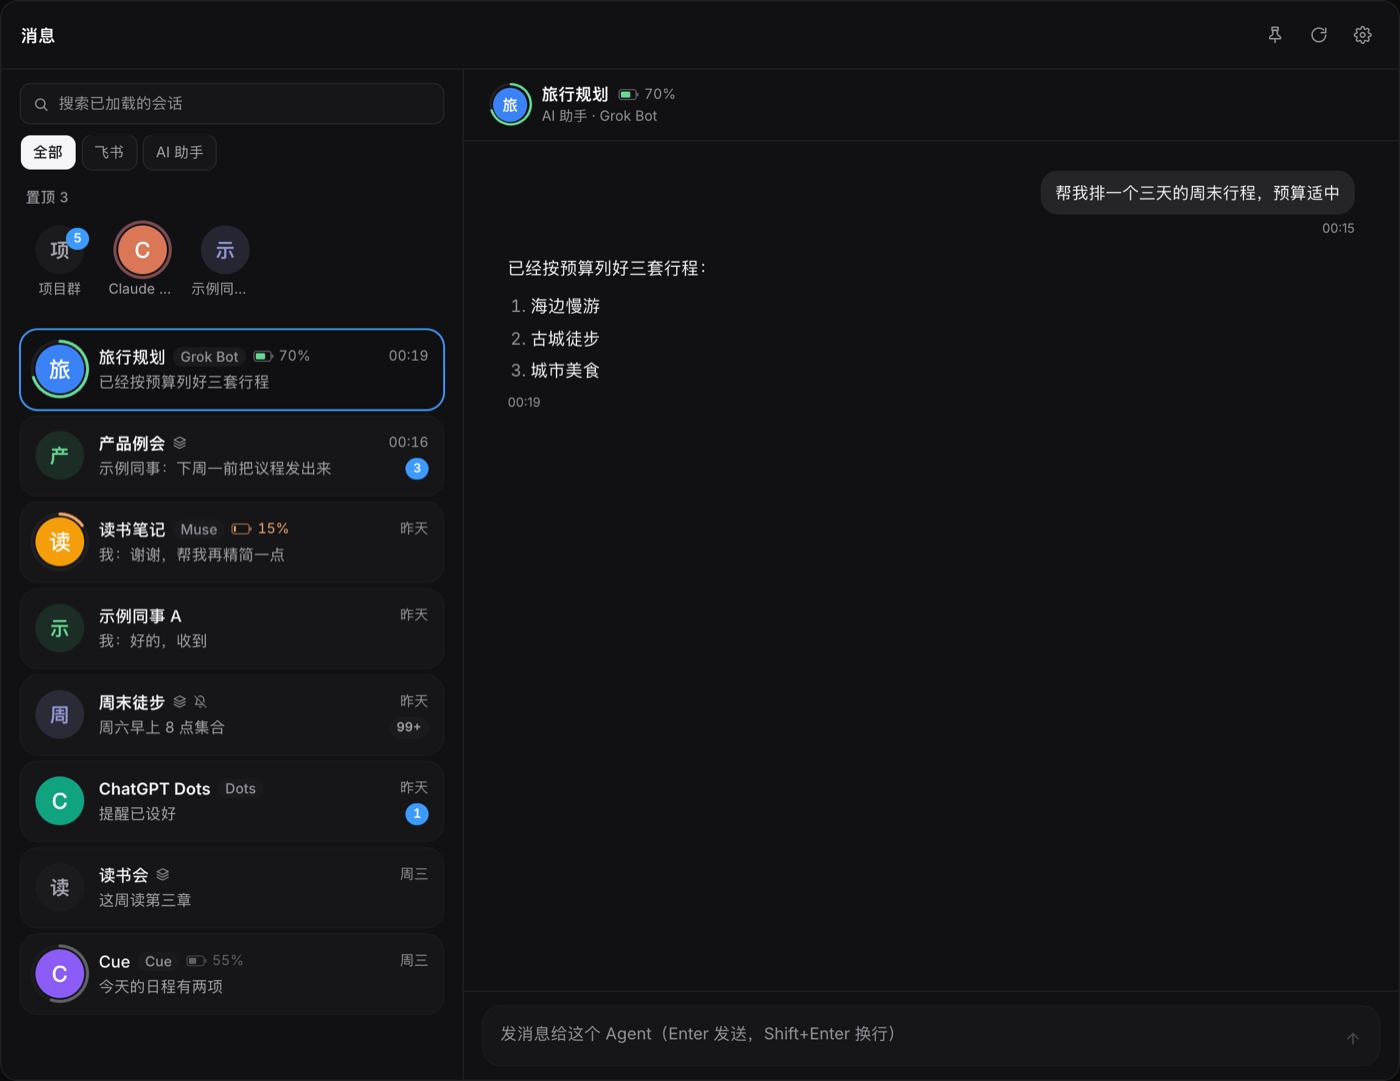 消息
搜索已加载的会话
全部 飞书 AI 助手
置顶 3
项 5 C 示
项目群 Claude ... 示例同...
旅 旅行规划 Grok Bot 70% 00:19
已经按预算列好三套行程
产 产品例会 00:16
示例同事：下周一前把议程发出来 3
读 读书笔记 Muse 15% 昨天
我：谢谢，帮我再精简一点
示 示例同事 A 昨天
我：好的，收到
周 周末徒步 昨天
周六早上 8 点集合 99+
C ChatGPT Dots Dots 昨天
提醒已设好 1
读 读书会 周三
这周读第三章
C Cue Cue 55% 周三
今天的日程有两项
旅 旅行规划 70%
AI 助手 · Grok Bot
帮我排一个三天的周末行程，预算适中
00:15
已经按预算列好三套行程：
1. 海边慢游
2. 古城徒步
3. 城市美食
00:19
发消息给这个 Agent（Enter 发送，Shift+Enter 换行）